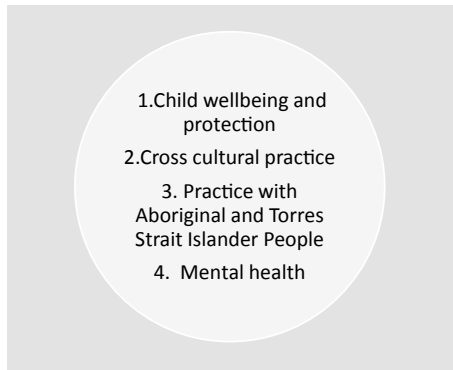 1.Child wellbeing and
protection
2.Cross cultural practice
3. Practice with
Aboriginal and Torres
Strait Islander People
4. Mental health